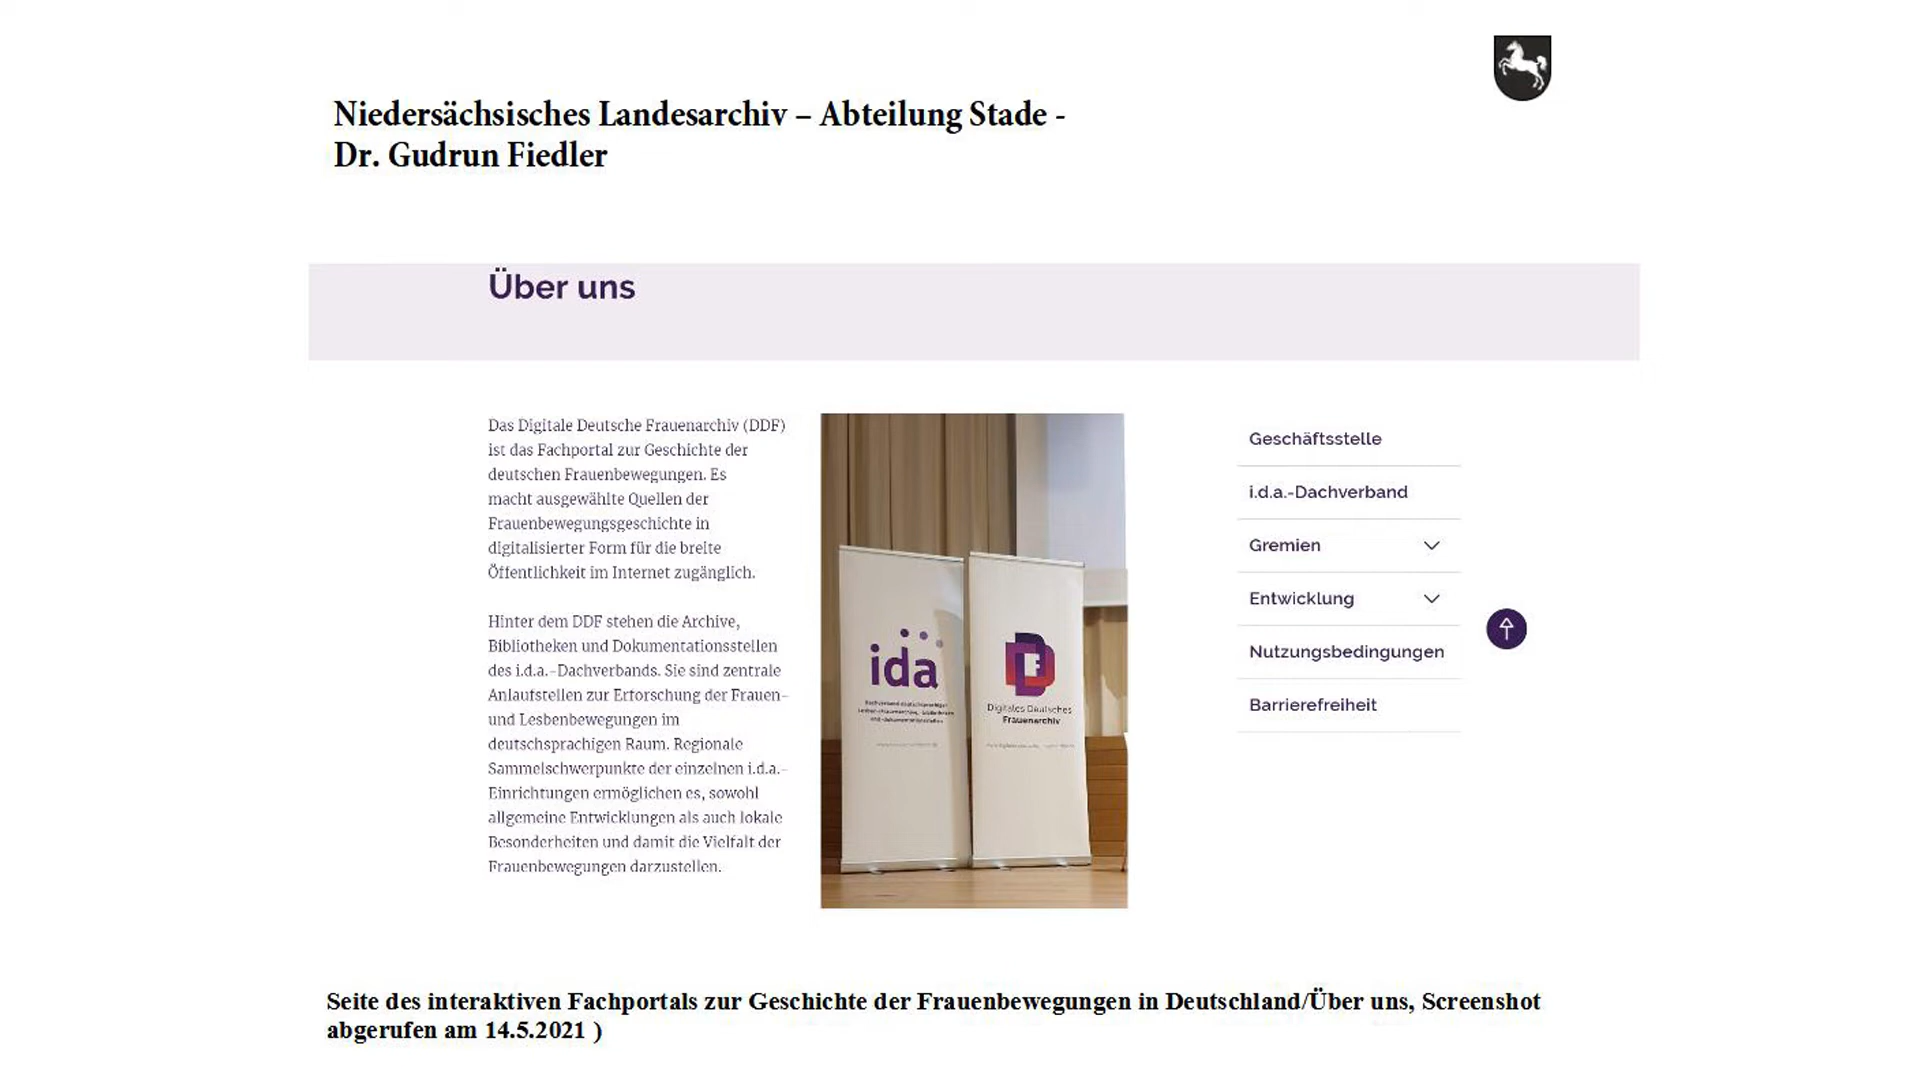 Niedersächsisches Landesarchiv – Abteilung Stade -
Dr. Gudrun Fiedler
Über uns
Das Digitale Deutsche Frauenarchiv (DDF)
ist das Fachportal zur Geschichte der
deutschen Frauenbewegungen. Es
macht ausgewählte Quellen der
Frauenbewegungsgeschichte in
digitalisierter Form für die breite
Öffentlichkeit im Internet zugänglich.
Hinter dem DDF stehen die Archive,
Bibliotheken und Dokumentationsstellen
des i.d.a.-Dachverbands. Sie sind zentrale
Anlaufstellen zur Erforschung der Frauen-
und Lesbenbewegungen im
deutschsprachigen Raum. Regionale
Sammelschwerpunkte der einzelnen i.d.a.-
Einrichtungen ermöglichen es, sowohl
allgemeine Entwicklungen als auch lokale
Besonderheiten und damit die Vielfalt der
Frauenbewegungen darzustellen.
ida
DDF
Digitales Deutsches
Frauenarchiv
Geschäftsstelle
i.d.a.-Dachverband
Gremien
Entwicklung
Nutzungsbedingungen
Barrierefreiheit
Seite des interaktiven Fachportals zur Geschichte der Frauenbewegungen in Deutschland/Über uns, Screenshot
abgerufen am 14.5.2021 )